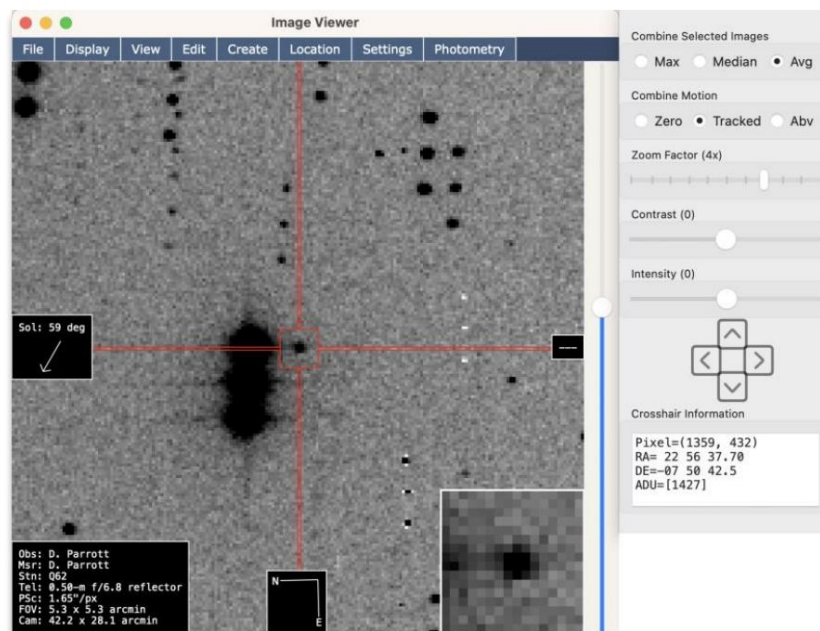 Image Viewer
File Display View Edit Create Location Settings Photometry
Sol: 59 deg
---
Obs: D. Parrott
Msr: D. Parrott
Stn: Q62
Tel: 0.50-m f/6.8 reflector
PSc: 1.65"/px
FOV: 5.3 x 5.3 arcmin
Cam: 42.2 x 28.1 arcmin
N
E
Combine Selected Images
Max Median Avg
Combine Motion
Zero Tracked Abv
Zoom Factor (4x)
Contrast (0)
Intensity (0)
Crosshair Information
Pixel=(1359, 432)
RA= 22 56 37.70
DE=-07 50 42.5
ADU=[1427]